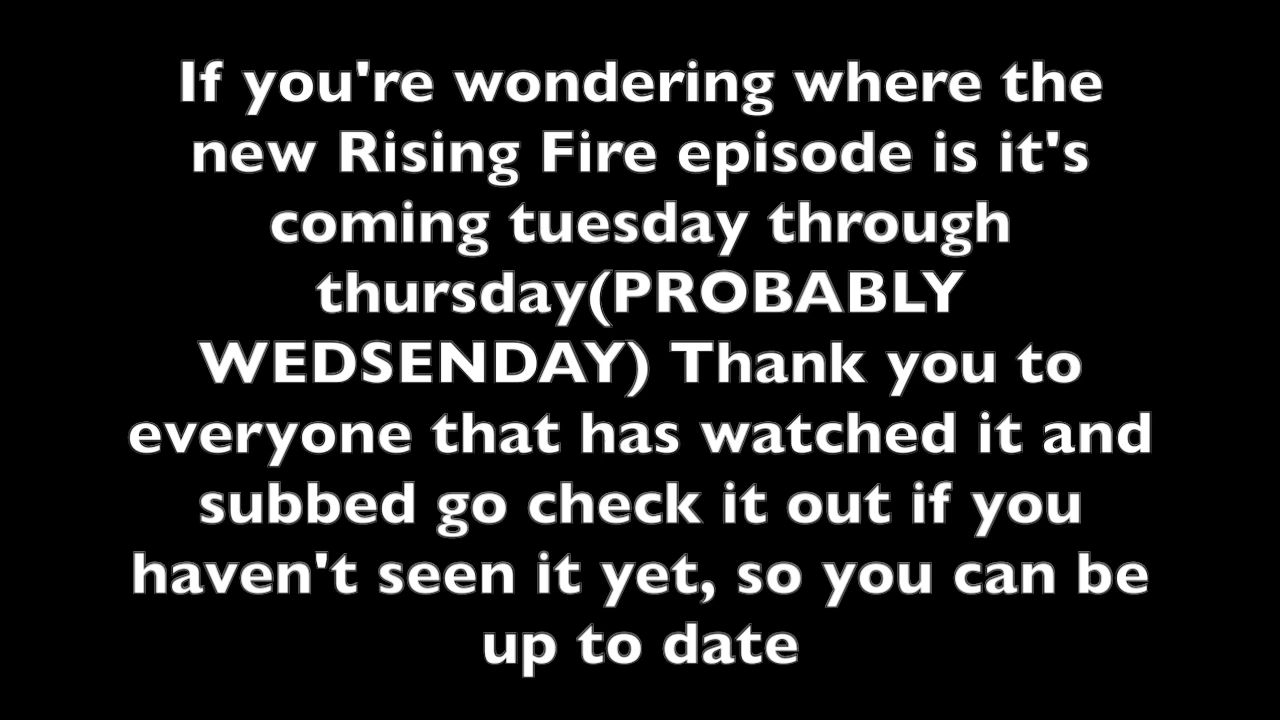 If you're wondering where the
new Rising Fire episode is it's
coming tuesday through
thursday(PROBABLY
WEDSENDAY) Thank you to
everyone that has watched it and
subbed go check it out if you
haven't seen it yet, so you can be
up to date